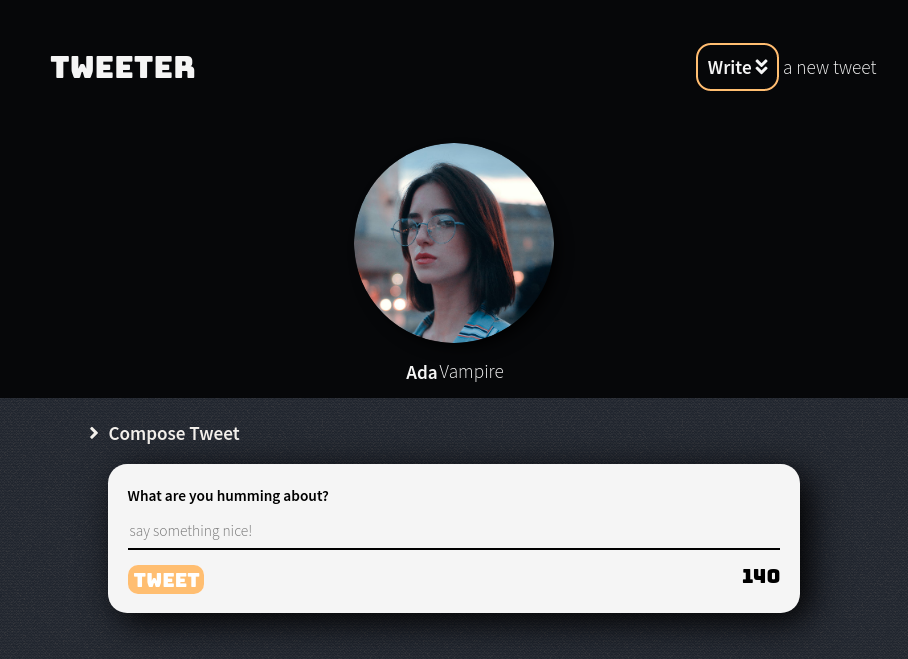 TWEETER
Write a new tweet
Ada Vampire
Compose Tweet
What are you humming about?
say something nice!
TWEET 140